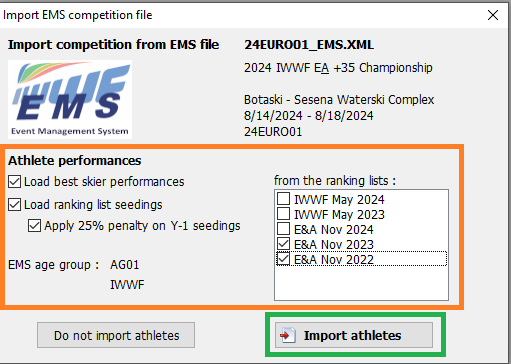 Import EMS competition file
Import competition from EMS file
24EURO01_EMS.XML
IWWF
EMS
Event Management System
2024 IWWF EA +35 Championship
Botaski - Sesena Waterski Complex
8/14/2024 - 8/18/2024
24EURO01
Athlete performances
Load best skier performances
Load ranking list seedings
Apply 25% penalty on Y-1 seedings
EMS age group : AG01
IWWF
from the ranking lists :
IWWF May 2024
IWWF May 2023
E&A Nov 2024
E&A Nov 2023
E&A Nov 2022
Do not import athletes
Import athletes